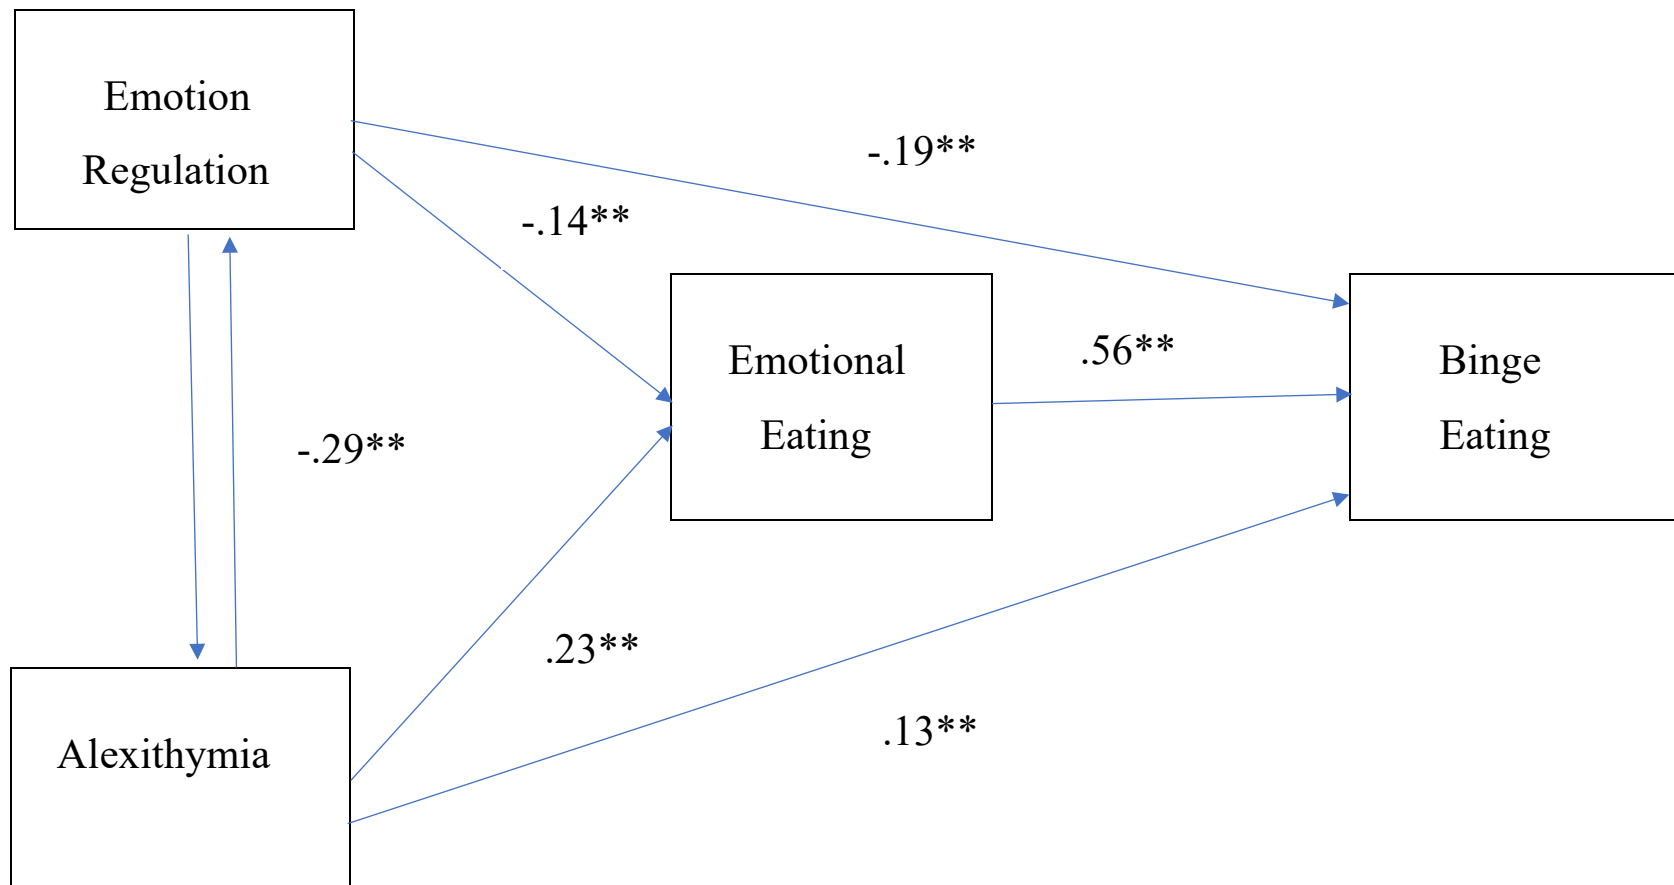 Emotion
Regulation
-.19**
-.14**
Emotional
Eating
.56**
Binge
Eating
-.29**
.23**
.13**
Alexithymia